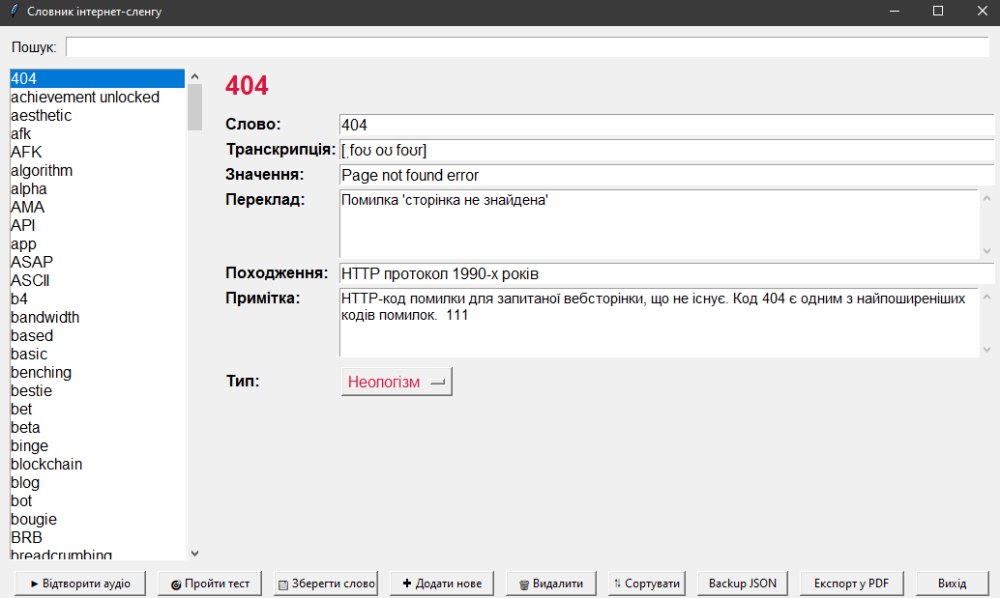 Словник інтернет-сленгу
Пошук:
404
achievement unlocked
aesthetic
afk
AFK
algorithm
alpha
AMA
API
app
ASAP
ASCII
b4
bandwidth
based
basic
benching
bestie
bet
beta
binge
blockchain
blog
bot
bougie
BRB
breadcrumbing
404
Слово: 404
Транскрипція: [ˌfoʊ oʊ foʊr]
Значення: Page not found error
Переклад: Помилка 'сторінка не знайдена'
Походження: HTTP протокол 1990-х років
Примітка: HTTP-код помилки для запитаної вебсторінки, що не існує. Код 404 є одним з найпоширеніших
кодів помилок.  111
Тип: Неологізм
Відтворити аудіо Пройти тест Зберегти слово Додати нове Видалити Сортувати Backup JSON Експорт у PDF Вихід